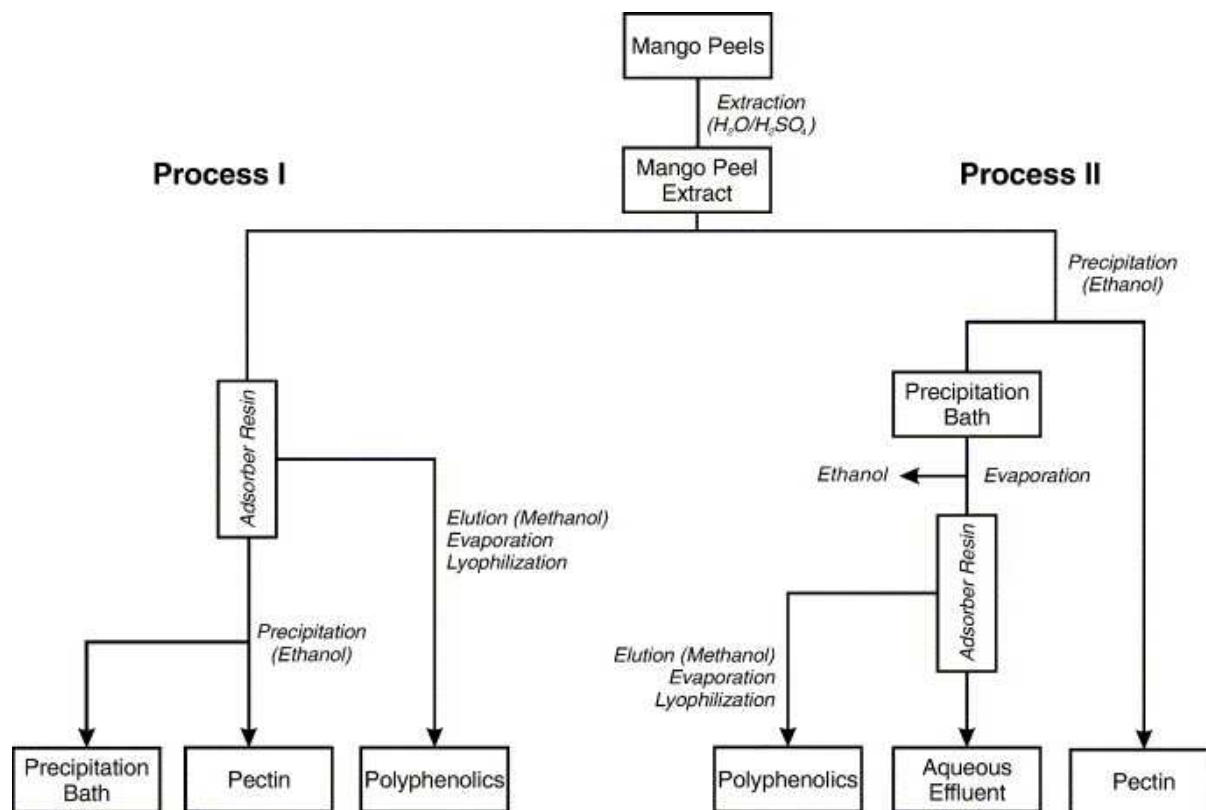 Mango Peels
Extraction
(H₂O/H₂SO₄)
Process I
Mango Peel
Extract
Process II
Precipitation
(Ethanol)
Adsorber Resin
Precipitation
Bath
Ethanol
Evaporation
Elution (Methanol)
Evaporation
Lyophilization
Adsorber Resin
Precipitation
(Ethanol)
Elution (Methanol)
Evaporation
Lyophilization
Precipitation
Bath
Pectin
Polyphenolics
Polyphenolics
Aqueous
Effluent
Pectin